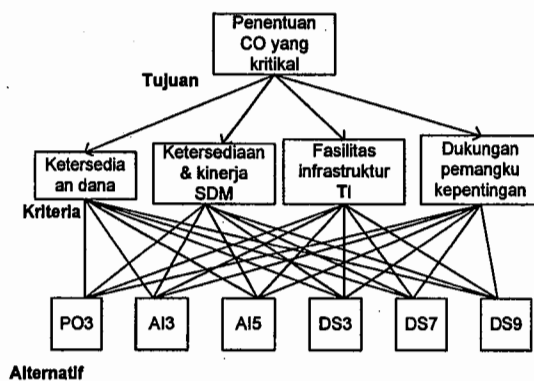 Penentuan
CO yang
kritikal
Tujuan
Ketersedia
an dana
Ketersediaan
& kinerja
SDM
Fasilitas
infrastruktur
TI
Dukungan
pemangku
kepentingan
Kriteria
PO3
AI3
AI5
DS3
DS7
DS9
Alternatif